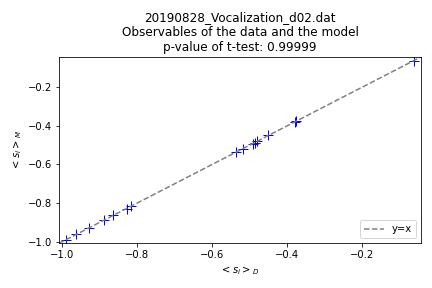 20190828_Vocalization_d02.dat
Observables of the data and the model
p-value of t-test: 0.99999
−0.2
−0.4
−0.6
−0.8
−1.0
< s_i >_M
y=x
−1.0 −0.8 −0.6 −0.4 −0.2
< s_i >_D